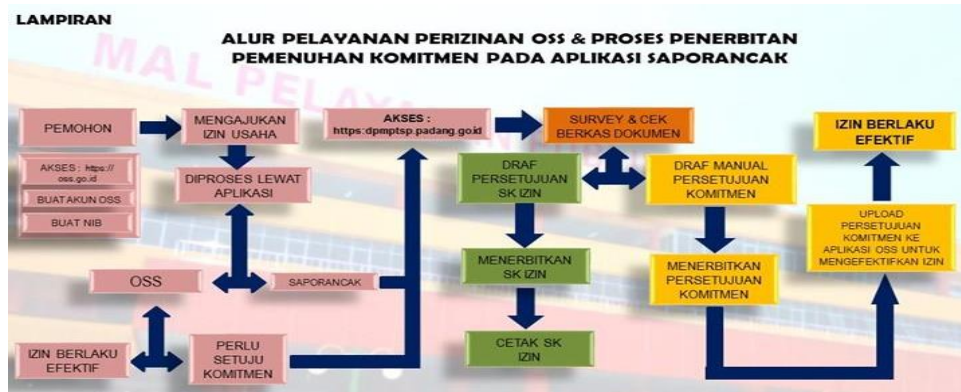 LAMPIRAN
ALUR PELAYANAN PERIZINAN OSS & PROSES PENERBITAN
PEMENUHAN KOMITMEN PADA APLIKASI SAPORANCAK
MAL PELAYANAN PUBLIK
PEMOHON
AKSES : https://
oss.go.id
BUAT AKUN OSS
BUAT NIB
MENGAJUKAN
IZIN USAHA
DIPROSES LEWAT
APLIKASI
OSS
SAPORANCAK
IZIN BERLAKU
EFEKTIF
PERLU
SETUJU
KOMITMEN
AKSES :
https:dpmptsp.padang.go.id
SURVEY & CEK
BERKAS DOKUMEN
DRAF
PERSETUJUAN
SK IZIN
MENERBITKAN
SK IZIN
CETAK SK
IZIN
DRAF MANUAL
PERSETUJUAN
KOMITMEN
MENERBITKAN
PERSETUJUAN
KOMITMEN
UPLOAD
PERSETUJUAN
KOMITMEN KE
APLIKASI OSS UNTUK
MENGEFEKTIFKAN IZIN
IZIN BERLAKU
EFEKTIF